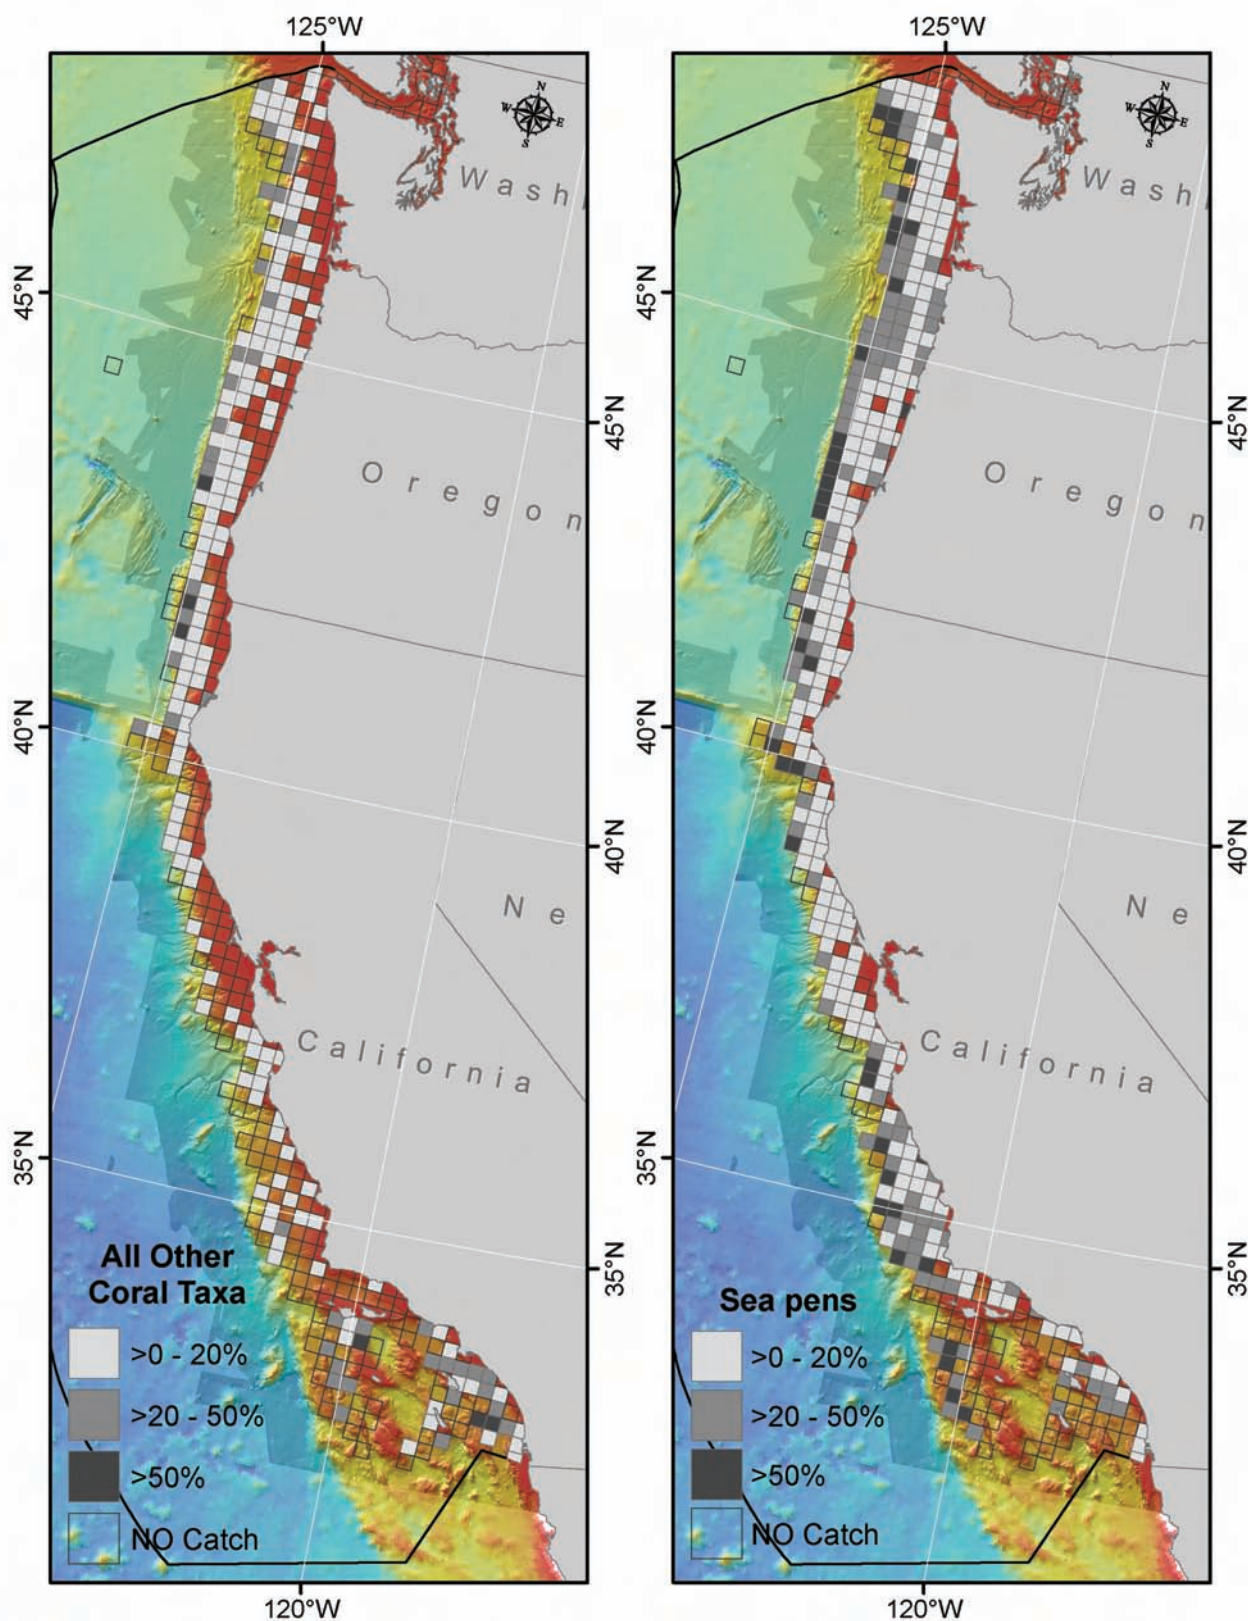 125°W
125°W
N
W E
S
N
W E
S
Wash
Wash
45°N
45°N
45°N
45°N
Oregon
Oregon
40°N
40°N
40°N
40°N
Ne
Ne
California
California
35°N
35°N
35°N
35°N
All Other
Coral Taxa
>0 - 20%
>20 - 50%
>50%
NO Catch
Sea pens
>0 - 20%
>20 - 50%
>50%
NO Catch
120°W
120°W